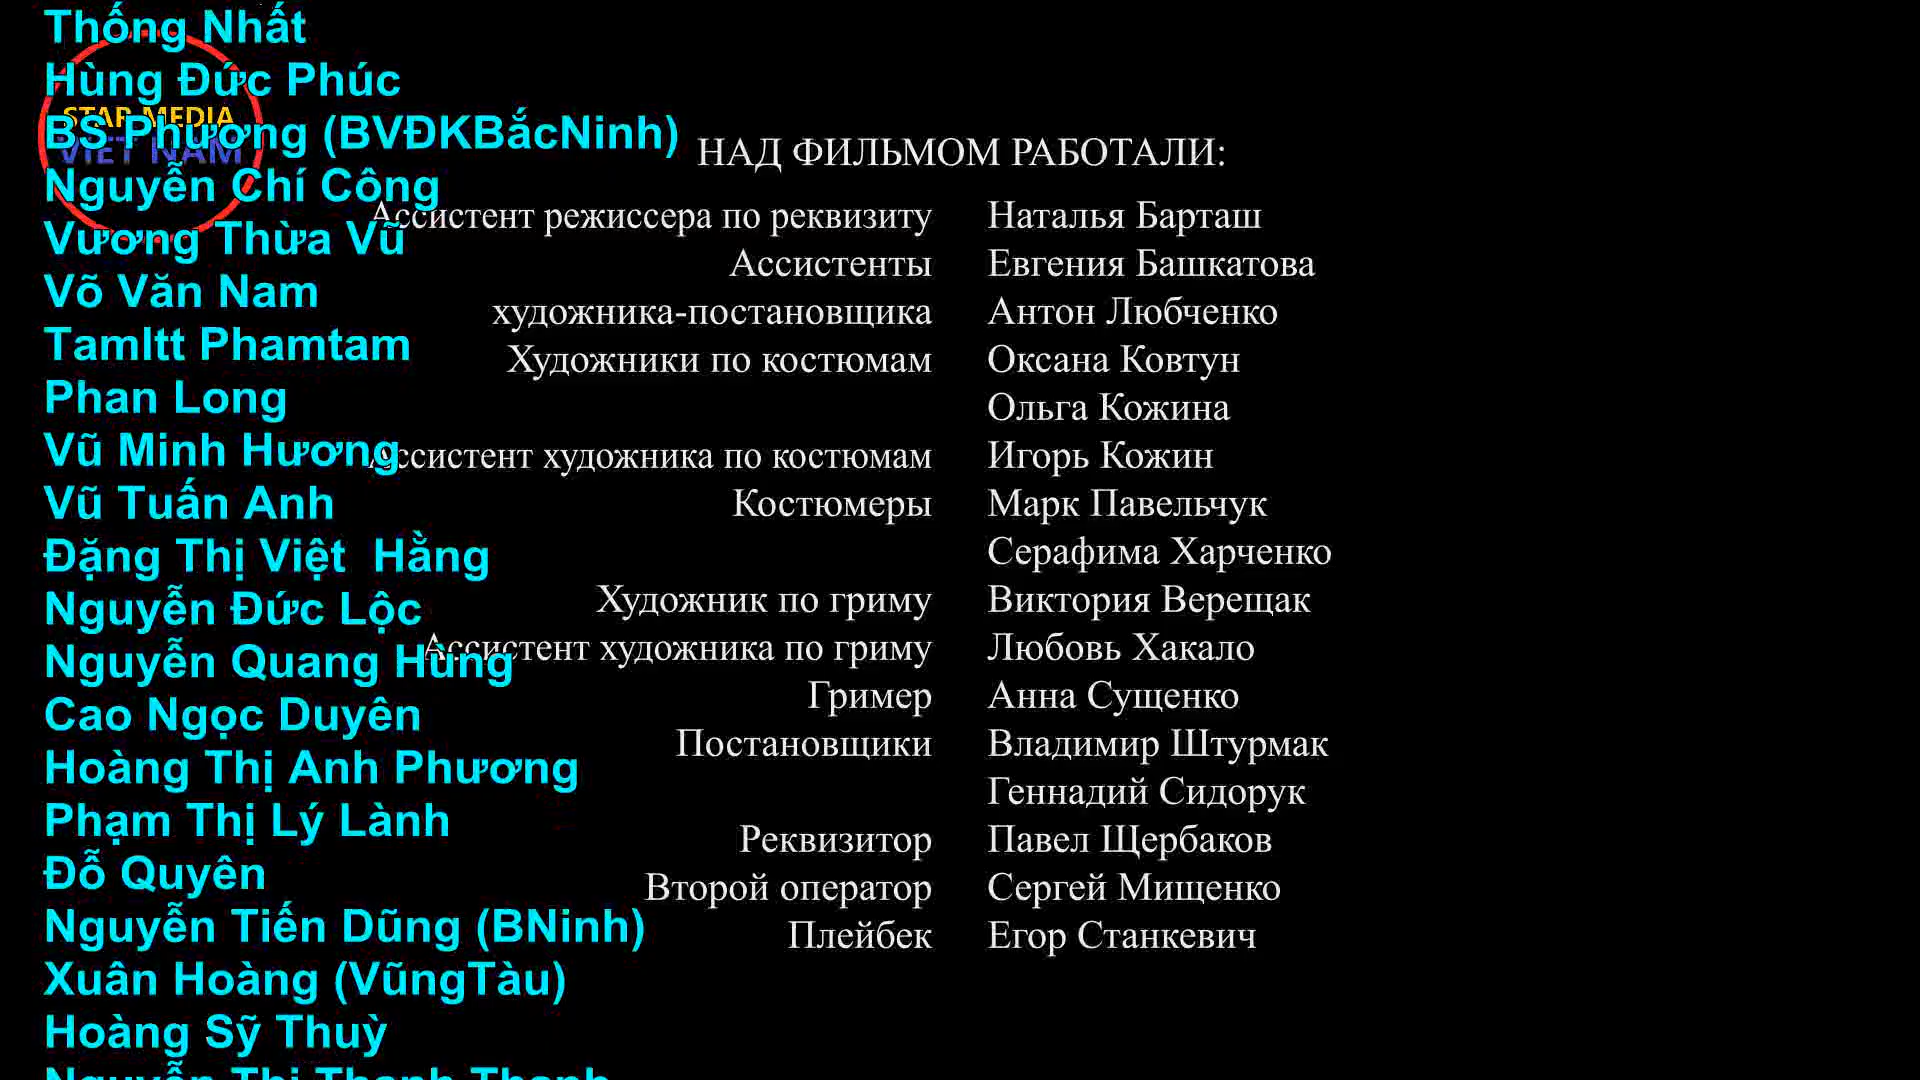 Thống Nhất
Hùng Đức Phúc
STAR MEDIA
BS Phương (BVĐKBắcNinh)
VIET NAM
Nguyễn Chí Công
Vương Thừa Vũ
Võ Văn Nam
Tamltt Phamtam
Phan Long
Vũ Minh Hương
Vũ Tuấn Anh
Đặng Thị Việt  Hằng
Nguyễn Đức Lộc
Nguyễn Quang Hùng
Cao Ngọc Duyên
Hoàng Thị Anh Phương
Phạm Thị Lý Lành
Đỗ Quyên
Nguyễn Tiến Dũng (BNinh)
Xuân Hoàng (VũngTàu)
Hoàng Sỹ Thuỳ
НАД ФИЛЬМОМ РАБОТАЛИ:
Ассистент режиссера по реквизиту Наталья Барташ
Ассистенты Евгения Башкатова
художника-постановщика Антон Любченко
Художники по костюмам Оксана Ковтун
Ольга Кожина
Ассистент художника по костюмам Игорь Кожин
Костюмеры Марк Павельчук
Серафима Харченко
Художник по гриму Виктория Верещак
Ассистент художника по гриму Любовь Хакало
Гример Анна Сущенко
Постановщики Владимир Штурмак
Геннадий Сидорук
Реквизитор Павел Щербаков
Второй оператор Сергей Мищенко
Плейбек Егор Станкевич